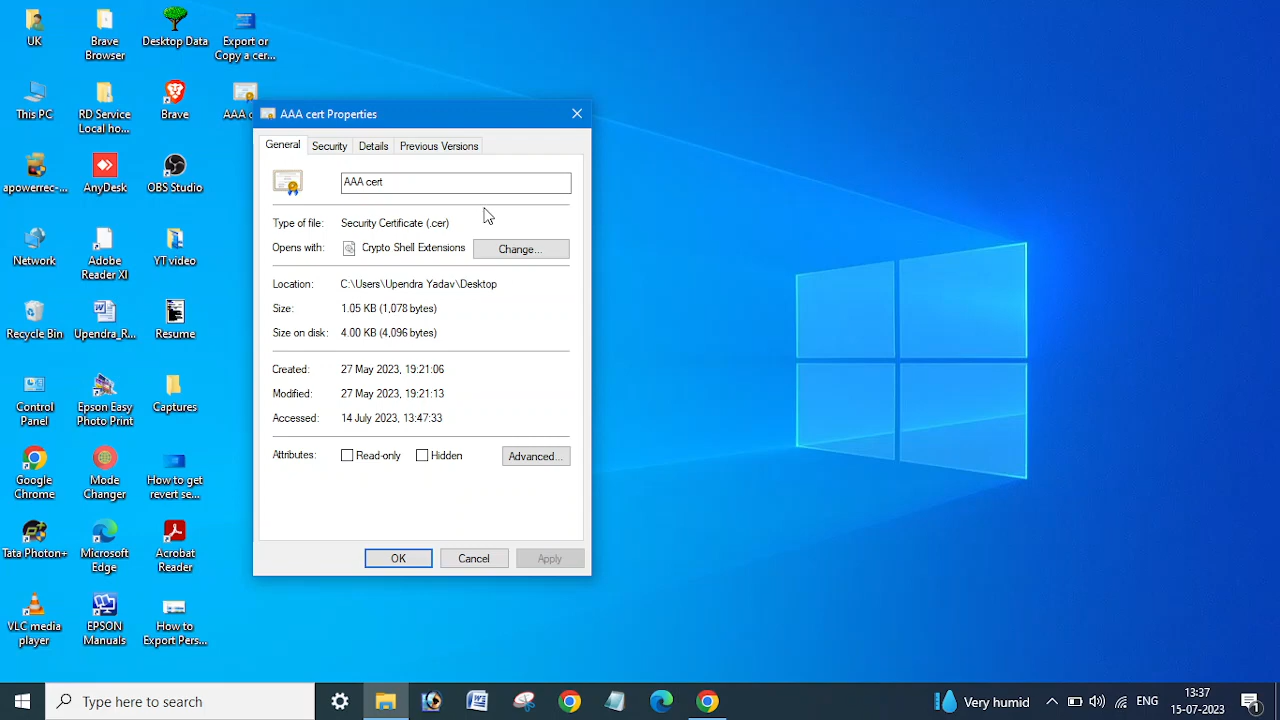 UK
Brave
Browser
Desktop Data
Export or
Copy a cer...
This PC
RD Service
Local ho...
Brave
AAA c
apowerrec-...
AnyDesk
OBS Studio
Network
Adobe
Reader XI
YT video
Recycle Bin
Upendra_R...
Resume
Control
Panel
Epson Easy
Photo Print
Captures
Google
Chrome
Mode
Changer
How to get
revert se...
Tata Photon+
Microsoft
Edge
Acrobat
Reader
VLC media
player
EPSON
Manuals
How to
Export Pers...
AAA cert Properties
General Security Details Previous Versions
AAA cert
Type of file: Security Certificate (.cer)
Opens with: Crypto Shell Extensions Change...
Location: C:\Users\Upendra Yadav\Desktop
Size: 1.05 KB (1,078 bytes)
Size on disk: 4.00 KB (4,096 bytes)
Created: 27 May 2023, 19:21:06
Modified: 27 May 2023, 19:21:13
Accessed: 14 July 2023, 13:47:33
Attributes: Read-only Hidden Advanced...
OK Cancel Apply
Type here to search
Very humid ENG
13:37
15-07-2023
1